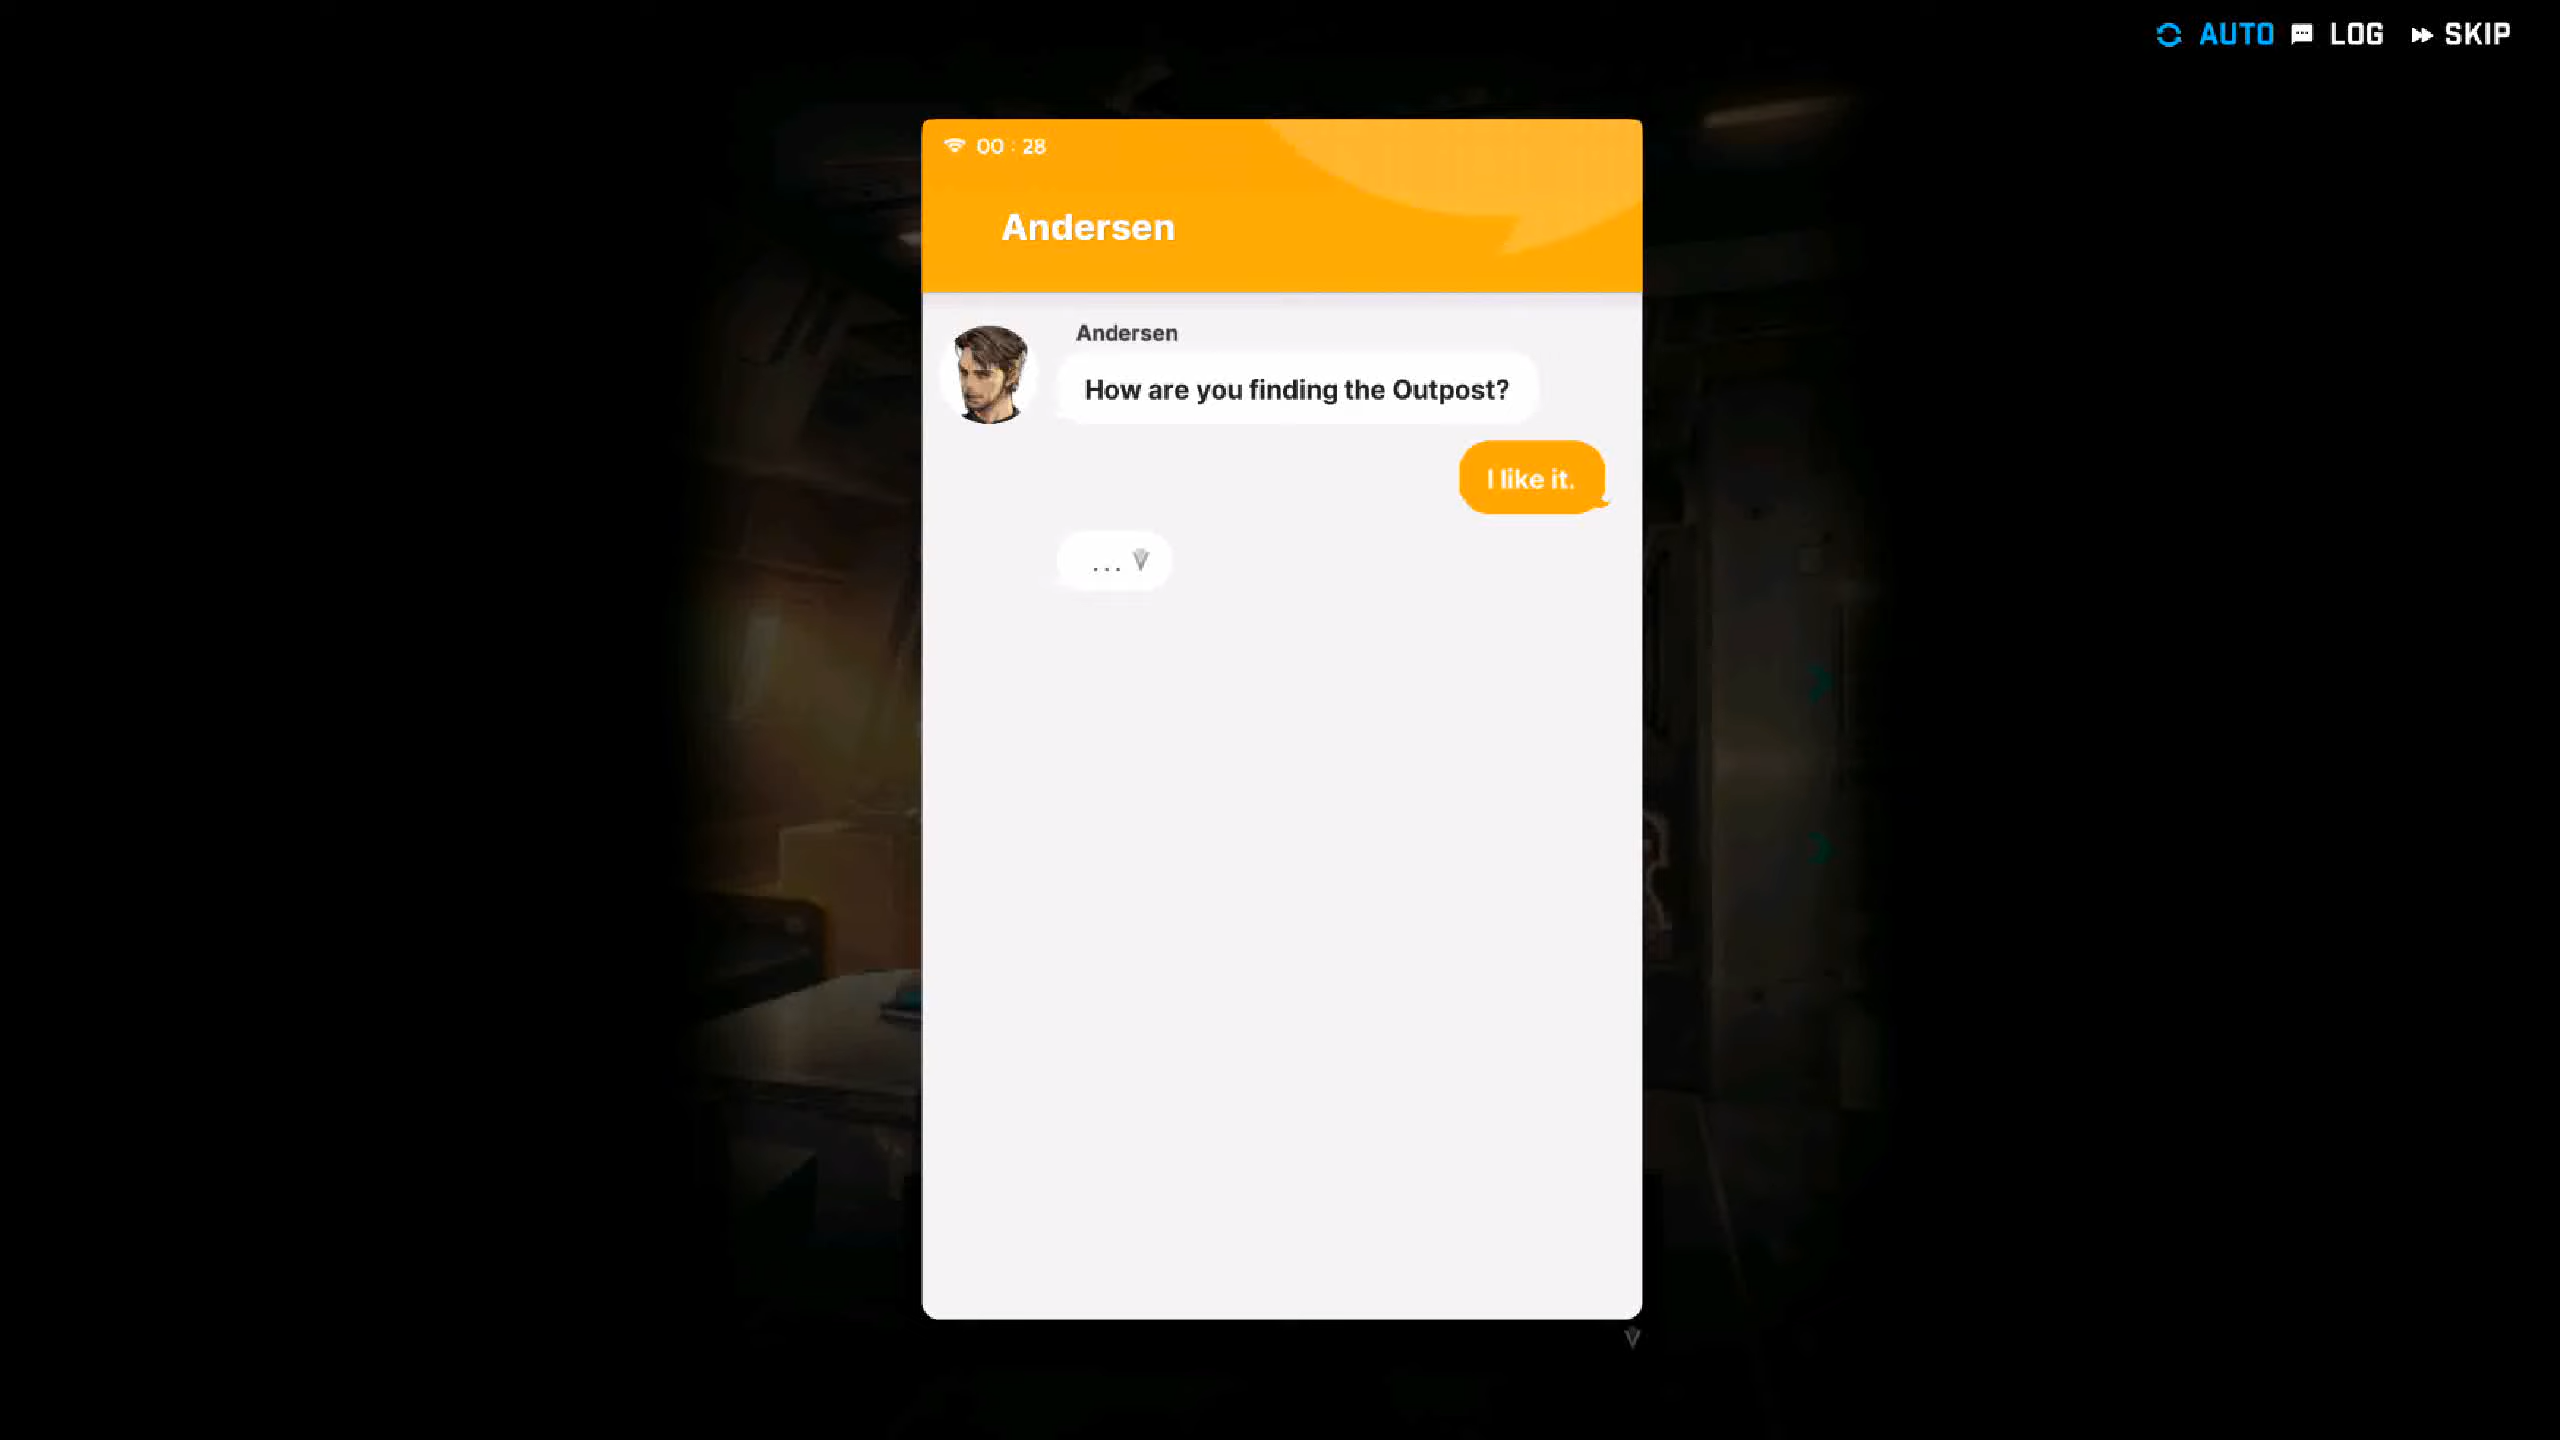 AUTO LOG SKIP
00 : 28
Andersen
Andersen
How are you finding the Outpost?
I like it.
...